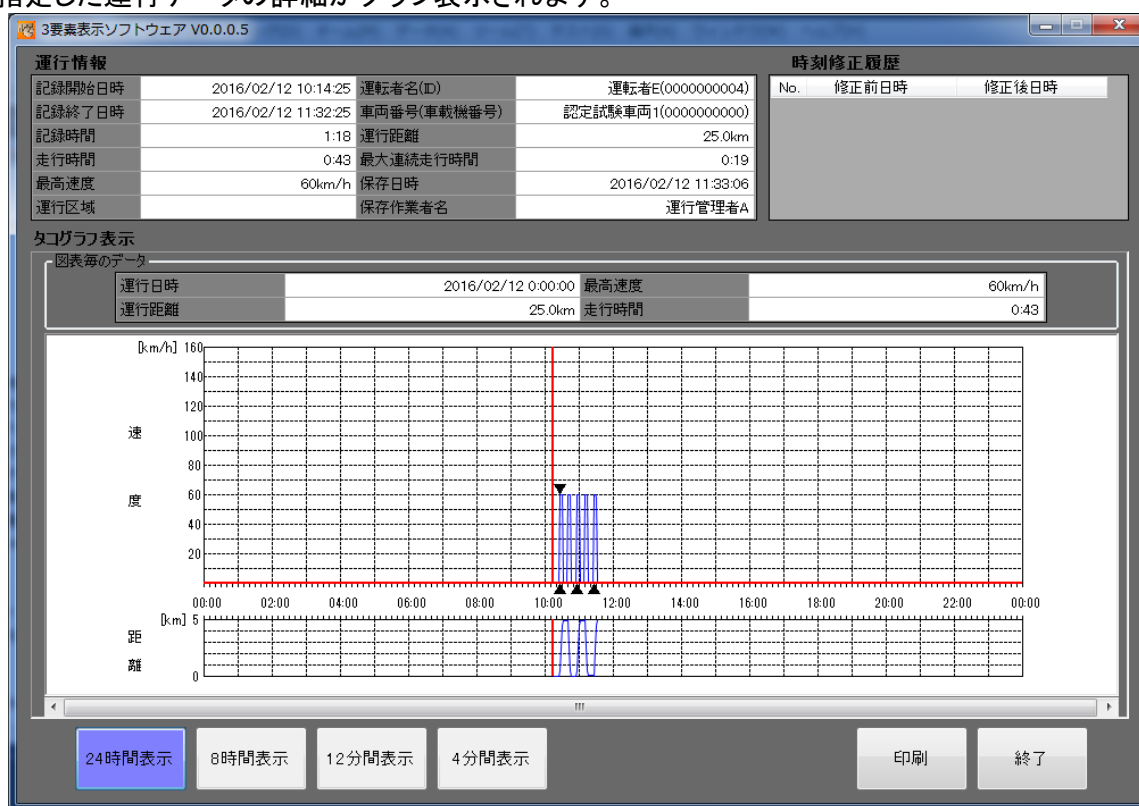 指定した運行データの詳細がグラフ表示されます。
3要素表示ソフトウェア V0.0.0.5
運行情報
時刻修正履歴
記録開始日時 2016/02/12 10:14:25 運転者名(ID) 運転者E(0000000004)
No. 修正前日時 修正後日時
記録終了日時 2016/02/12 11:32:25 車両番号(車載機番号) 認定試験車両1(0000000000)
記録時間 1:18 運行距離 25.0km
走行時間 0:43 最大連続走行時間 0:19
最高速度 60km/h 保存日時 2016/02/12 11:33:06
運行区域 保存作業者名 運行管理者A
タコグラフ表示
図表毎のデータ
運行日時 2016/02/12 0:00:00 最高速度 60km/h
運行距離 25.0km 走行時間 0:43
[km/h] 160
140
120
速 100
80
度 60
40
20
00:00 02:00 04:00 06:00 08:00 10:00 12:00 14:00 16:00 18:00 20:00 22:00 00:00
[km] 5
距
離
0
24時間表示 8時間表示 12分間表示 4分間表示 印刷 終了